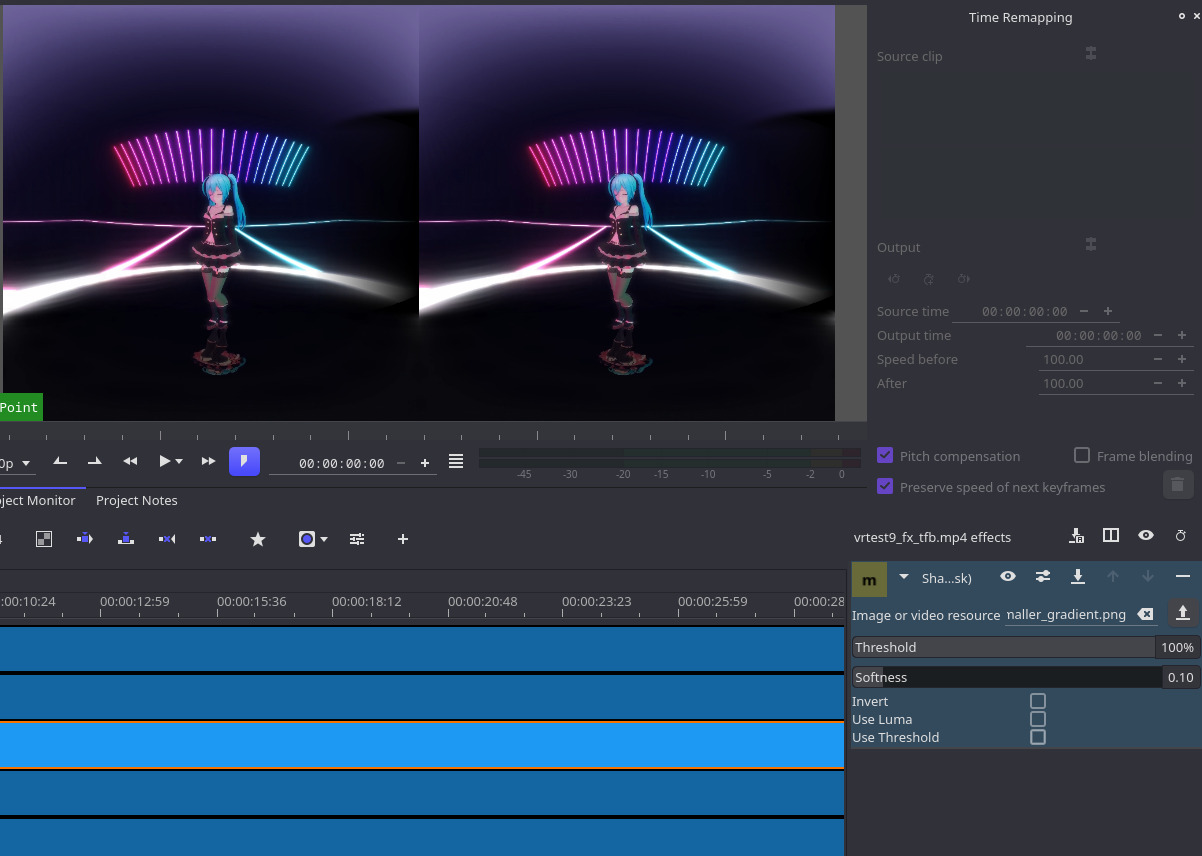 Time Remapping
Source clip
Output
Source time 00:00:00:00
Output time 00:00:00:00
Speed before 100.00
After 100.00
Pitch compensation Frame blending
Preserve speed of next keyframes
Point
0p 00:00:00:00
-45 -30 -20 -15 -10 -5 -2 0
ject Monitor Project Notes
vrtest9_fx_tfb.mp4 effects
:00:10:24 00:00:12:59 00:00:15:36 00:00:18:12 00:00:20:48 00:00:23:23 00:00:25:59 00:00:28
m Sha...sk)
Image or video resource naller_gradient.png
Threshold 100%
Softness 0.10
Invert
Use Luma
Use Threshold